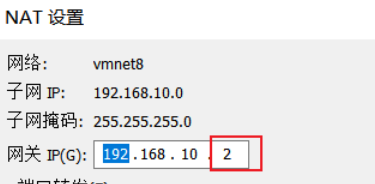 NAT 设置
网络: vmnet8
子网 IP: 192.168.10.0
子网掩码: 255.255.255.0
网关 IP(G): 192 . 168 . 10 . 2